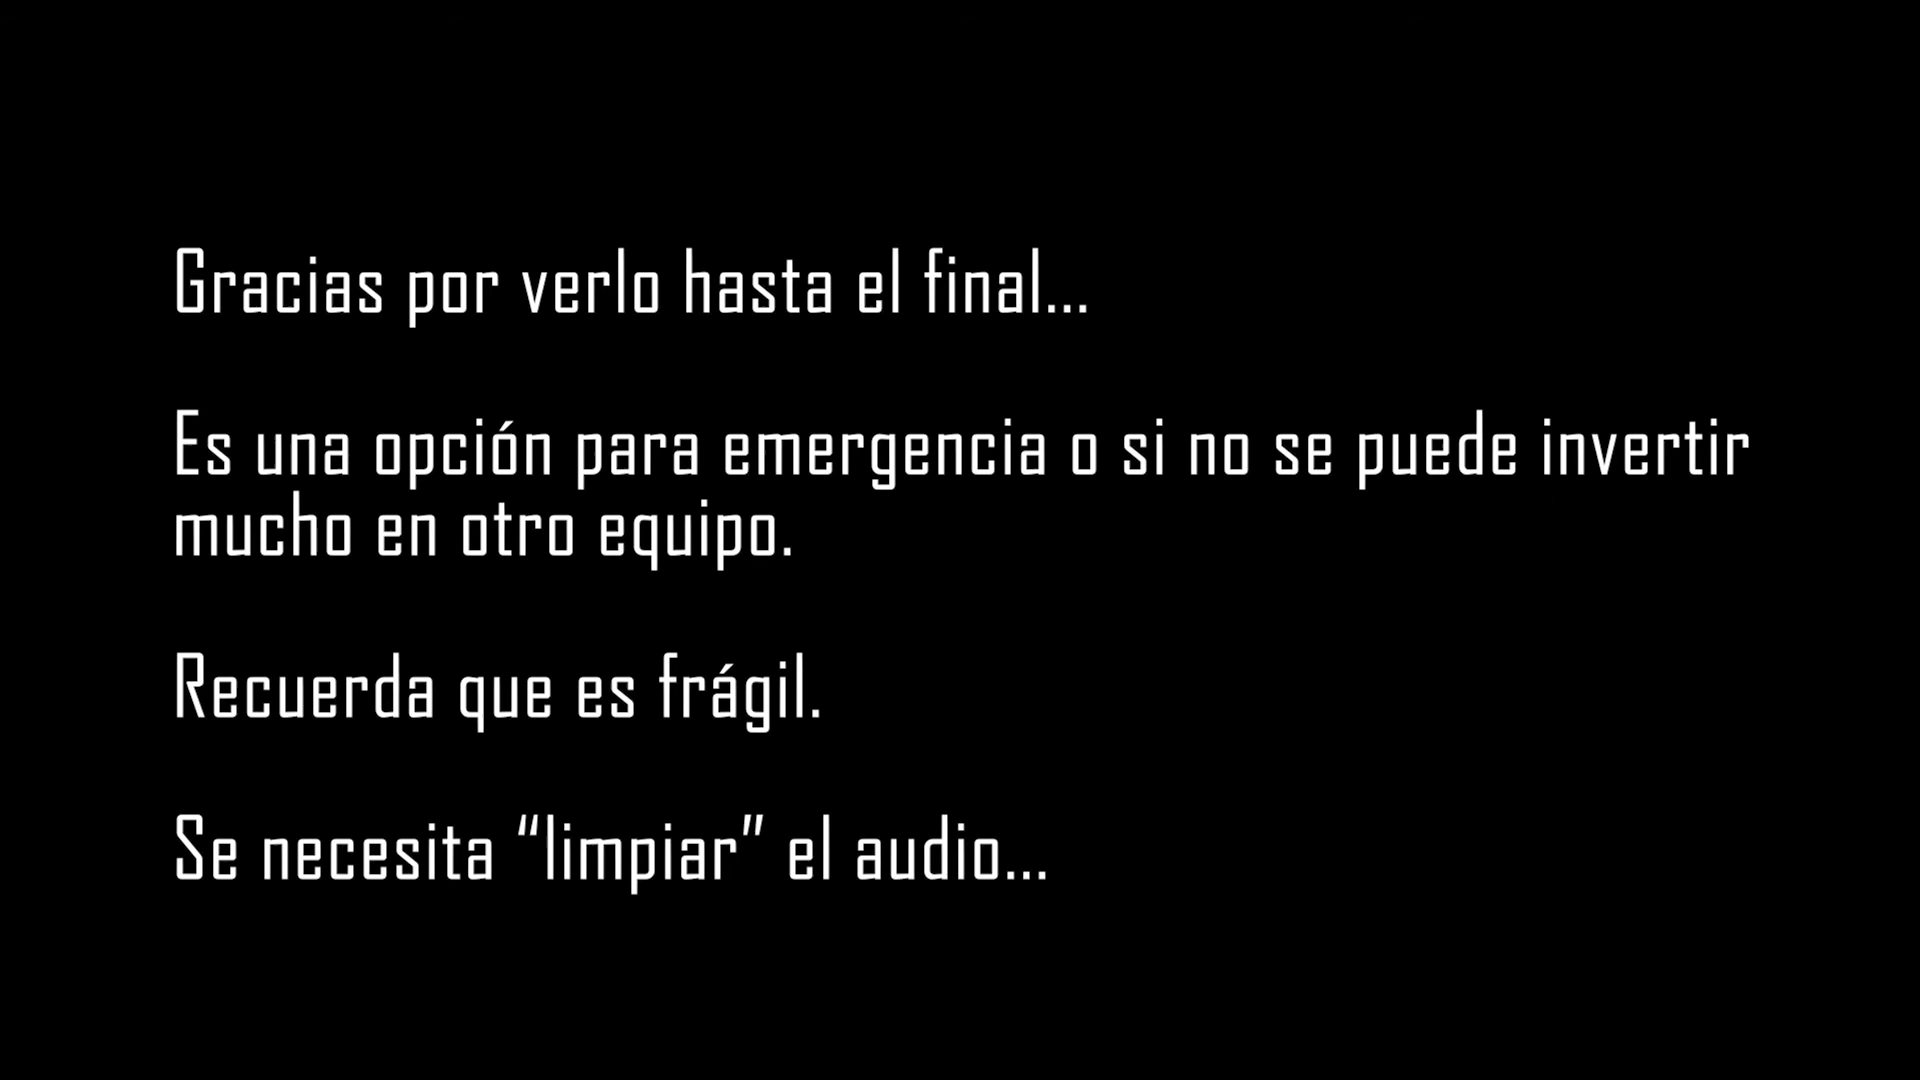 Gracias por verlo hasta el final...
Es una opción para emergencia o si no se puede invertir
mucho en otro equipo.
Recuerda que es frágil.
Se necesita “limpiar” el audio...